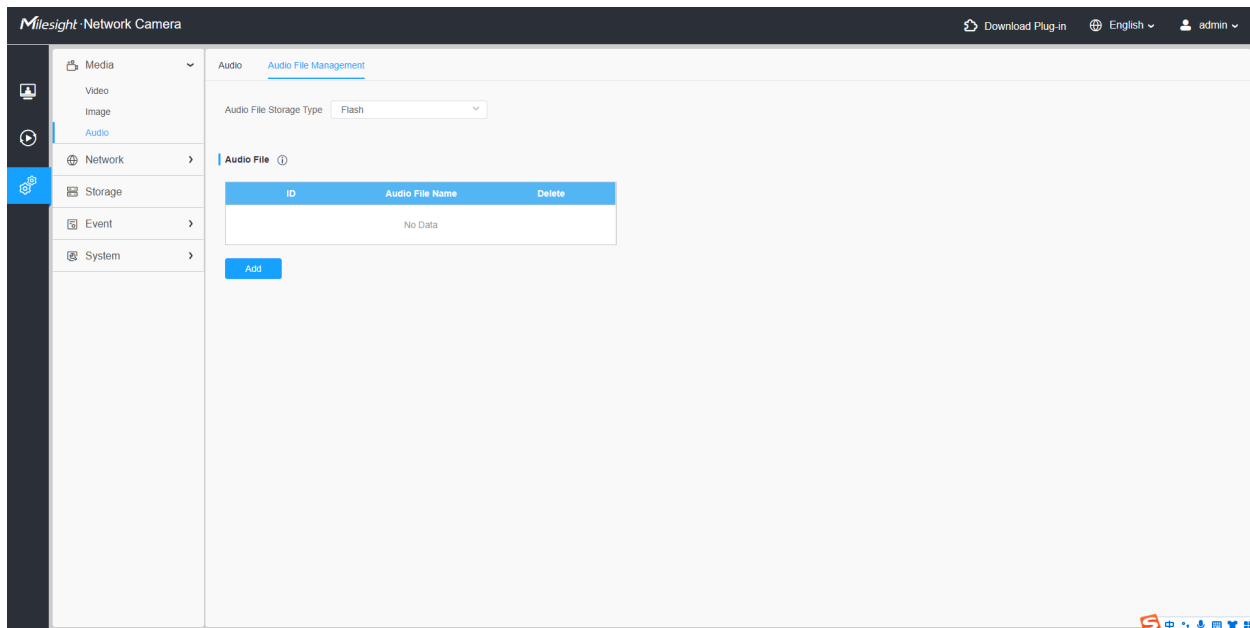 Milesight · Network Camera
Download Plug-in English admin
Media
Video
Image
Audio
Network
Storage
Event
System
Audio Audio File Management
Audio File Storage Type Flash
Audio File
ID Audio File Name Delete
No Data
Add
中